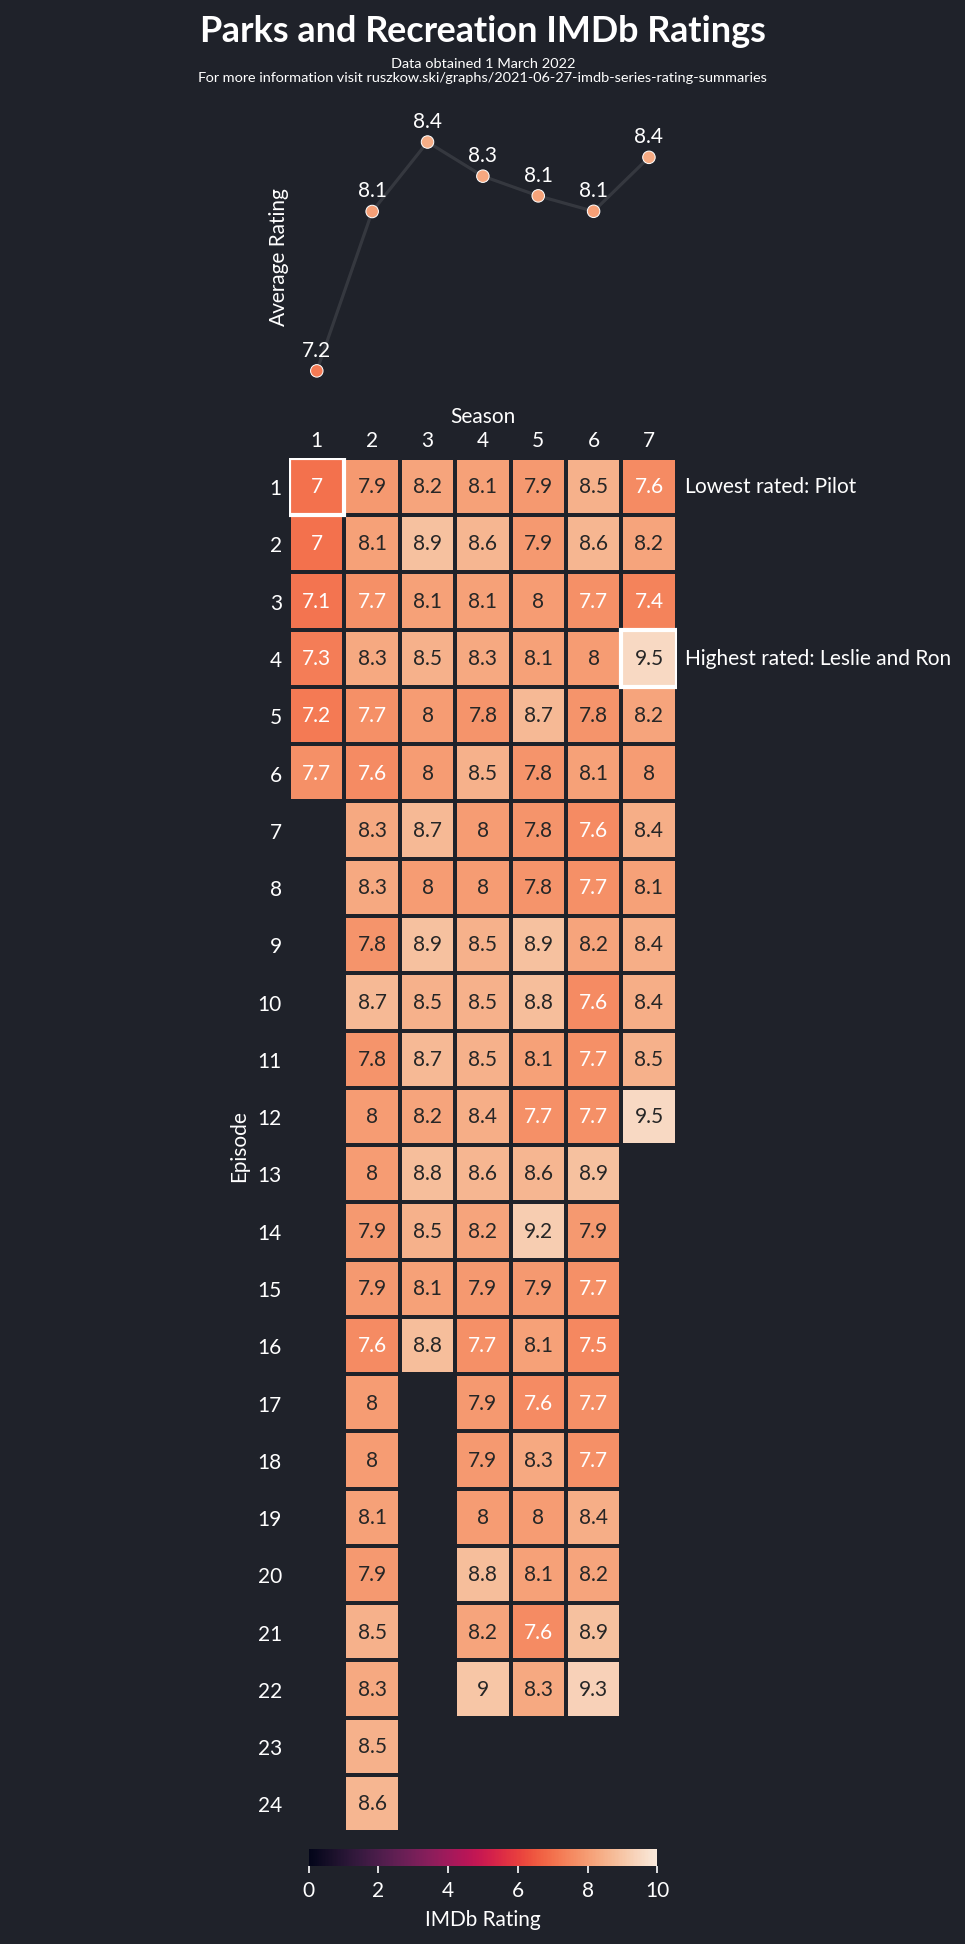 Parks and Recreation IMDb Ratings
Data obtained 1 March 2022
For more information visit ruszkow.ski/graphs/2021-06-27-imdb-series-rating-summaries
8.4
8.4
8.3
8.1
8.1 8.1
Average Rating
7.2
Season
1 2 3 4 5 6 7
1 7 7.9 8.2 8.1 7.9 8.5 7.6 Lowest rated: Pilot
2 7 8.1 8.9 8.6 7.9 8.6 8.2
3 7.1 7.7 8.1 8.1 8 7.7 7.4
4 7.3 8.3 8.5 8.3 8.1 8 9.5 Highest rated: Leslie and Ron
5 7.2 7.7 8 7.8 8.7 7.8 8.2
6 7.7 7.6 8 8.5 7.8 8.1 8
7 8.3 8.7 8 7.8 7.6 8.4
8 8.3 8 8 7.8 7.7 8.1
9 7.8 8.9 8.5 8.9 8.2 8.4
10 8.7 8.5 8.5 8.8 7.6 8.4
11 7.8 8.7 8.5 8.1 7.7 8.5
12 8 8.2 8.4 7.7 7.7 9.5
Episode
13 8 8.8 8.6 8.6 8.9
14 7.9 8.5 8.2 9.2 7.9
15 7.9 8.1 7.9 7.9 7.7
16 7.6 8.8 7.7 8.1 7.5
17 8 7.9 7.6 7.7
18 8 7.9 8.3 7.7
19 8.1 8 8 8.4
20 7.9 8.8 8.1 8.2
21 8.5 8.2 7.6 8.9
22 8.3 9 8.3 9.3
23 8.5
24 8.6
0 2 4 6 8 10
IMDb Rating